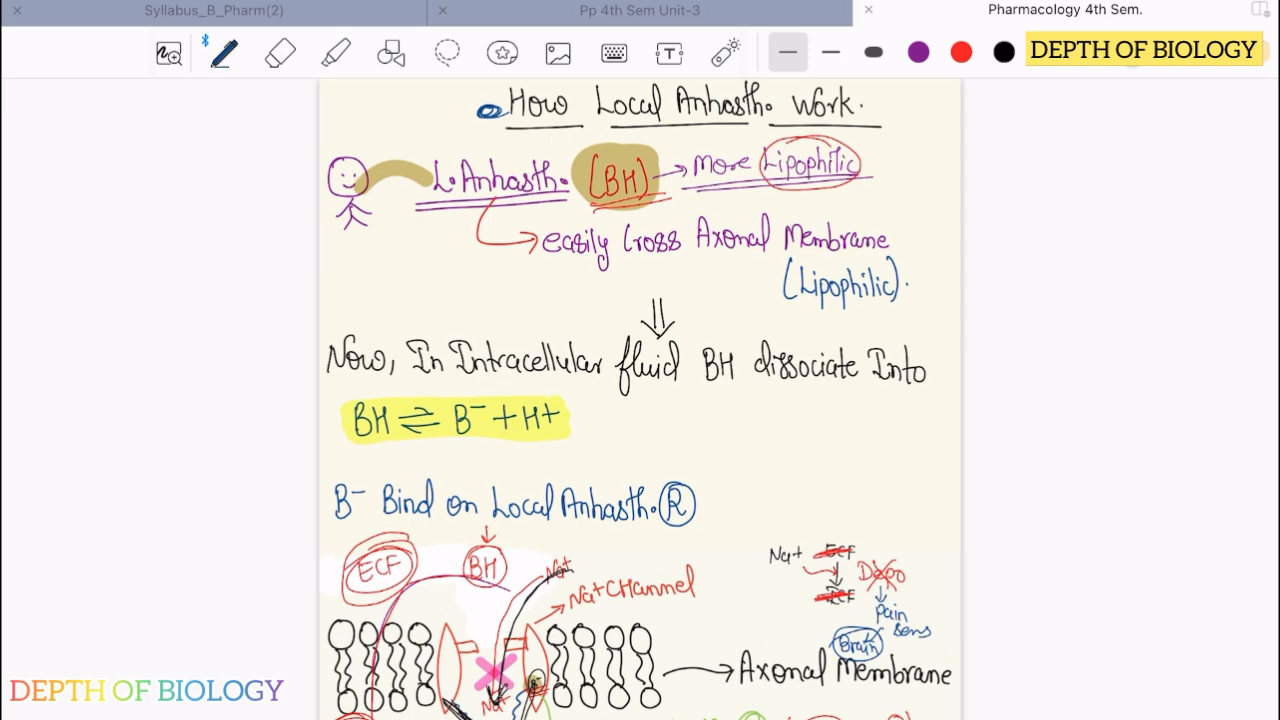 Syllabus_B_Pharm(2)
Pp 4th Sem Unit-3
Pharmacology 4th Sem.
DEPTH OF BIOLOGY
How Local Anhasth. Work.
L.Anhasth. (BH) → More Lipophilic
easily Cross Axonal Membrane
(Lipophilic).
Now, In Intracellular fluid BH dissociate Into
BH ⇌ B⁻ + H+
B⁻ Bind on Local Anhasth. R
ECF
BH
Na+
Na+ CHannel
Na+
ECF
Depo
ICF
Pain
Sens
Brain
Axonal Membrane
Na+
DEPTH OF BIOLOGY